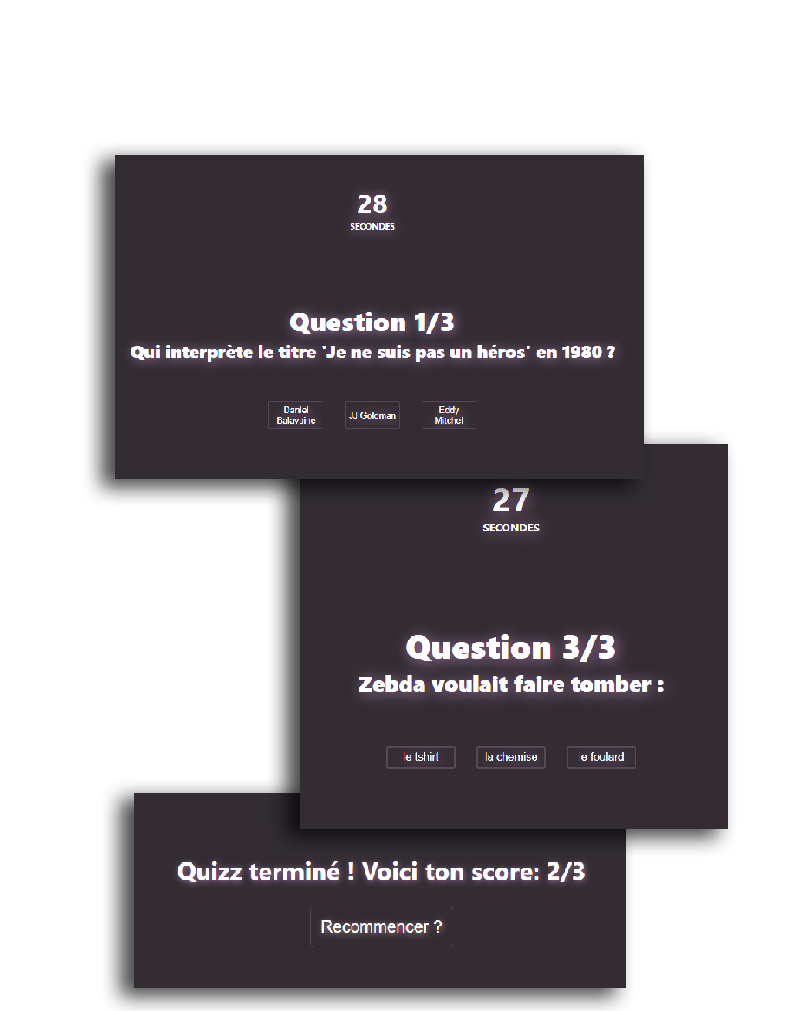 28
SECONDES
Question 1/3
Qui interprète le titre 'Je ne suis pas un héros' en 1980 ?
Daniel
Balavoine
JJ Goldman
Eddy
Mitchel
27
SECONDES
Question 3/3
Zebda voulait faire tomber :
le tshirt
la chemise
le foulard
Quizz terminé ! Voici ton score: 2/3
Recommencer ?